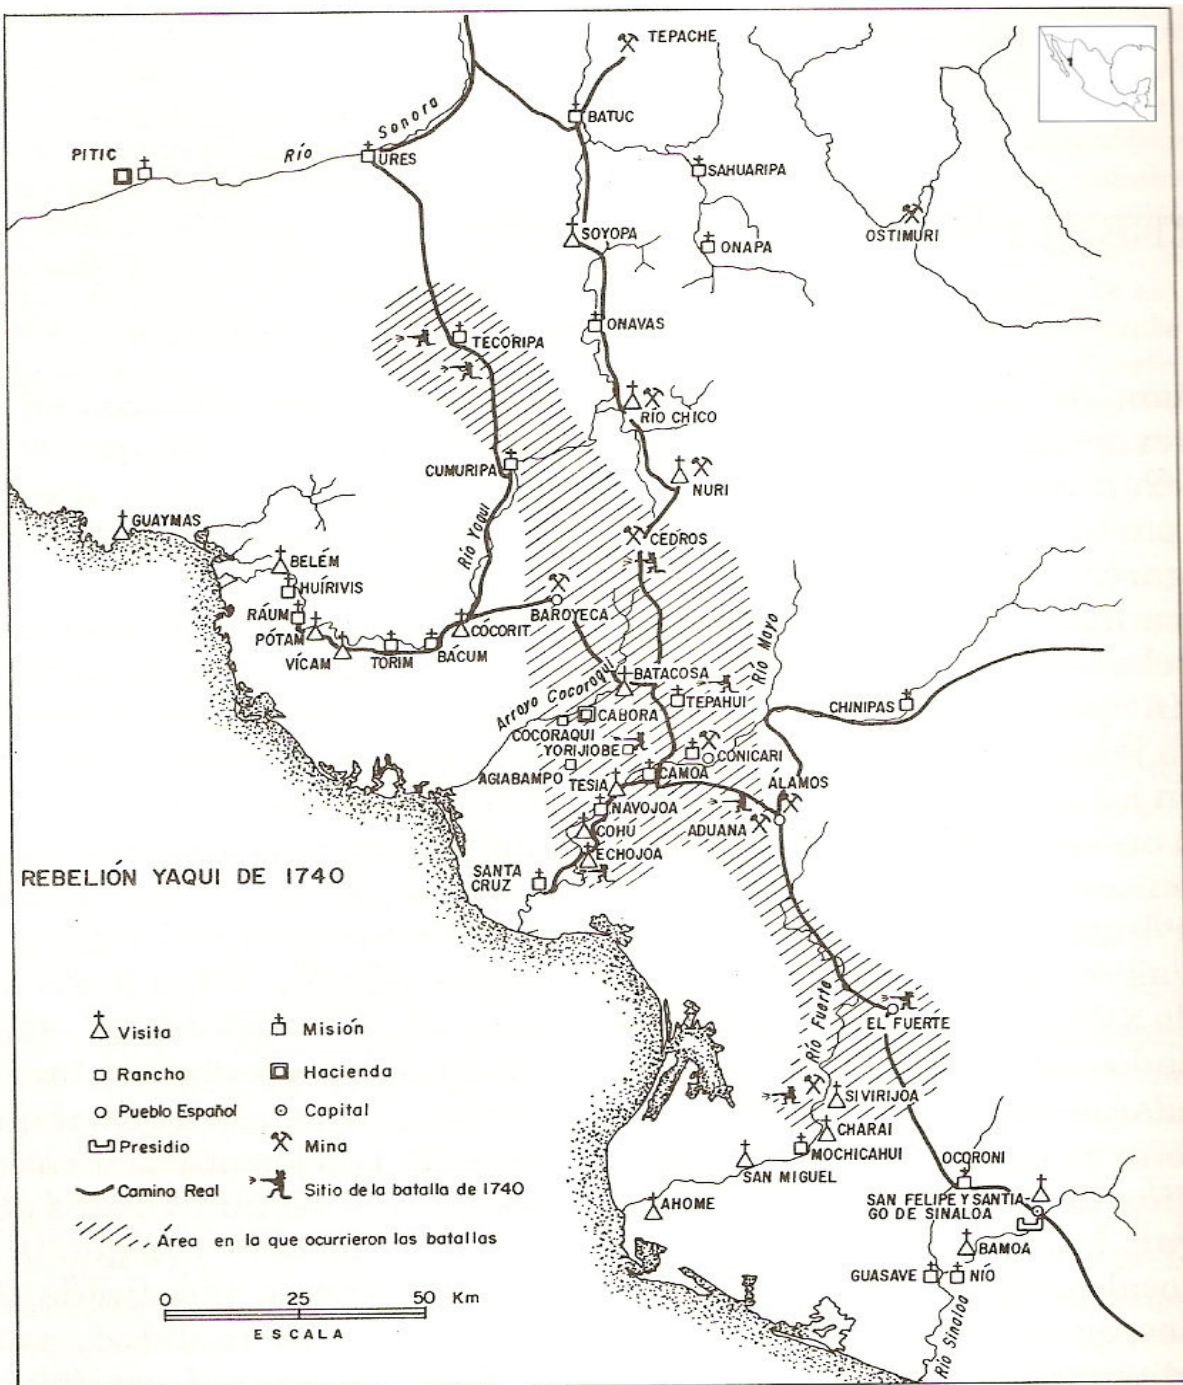 TEPACHE
BATUC
Río Sonora
URES
PITIC
SAHUARIPA
OSTIMURI
SOYOPA
ONAPA
ONAVAS
TECORIPA
RÍO CHICO
CUMURIPA
NURI
Río Yaqui
GUAYMAS
CEDROS
BELÉM
HUÍRIVIS
BAROYECA
RÁUM
PÓTAM
CÓCORIT
VÍCAM
TORIM
BÁCUM
Río Mayo
BATACOSA
Arroyo Cocoraqui
TEPAHUI
CHINIPAS
CABORA
COCORAQUI
YORIJIOBE
CONICARI
AGIABAMPO
CAMOA
TESIA
ÁLAMOS
NAVOJOA
ADUANA
COHU
ECHOJOA
SANTA
CRUZ
REBELIÓN YAQUI DE 1740
Río Fuerte
EL FUERTE
SIVIRIJOA
CHARAI
MOCHICAHUI
OCORONI
SAN MIGUEL
SAN FELIPE Y SANTIA-
GO DE SINALOA
AHOME
BAMOA
GUASAVE
NÍO
Río Sinaloa
Visita
Misión
Rancho
Hacienda
Pueblo Español
Capital
Presidio
Mina
Camino Real
Sitio de la batalla de 1740
Área en la que ocurrieron las batallas
0 25 50 Km
ESCALA